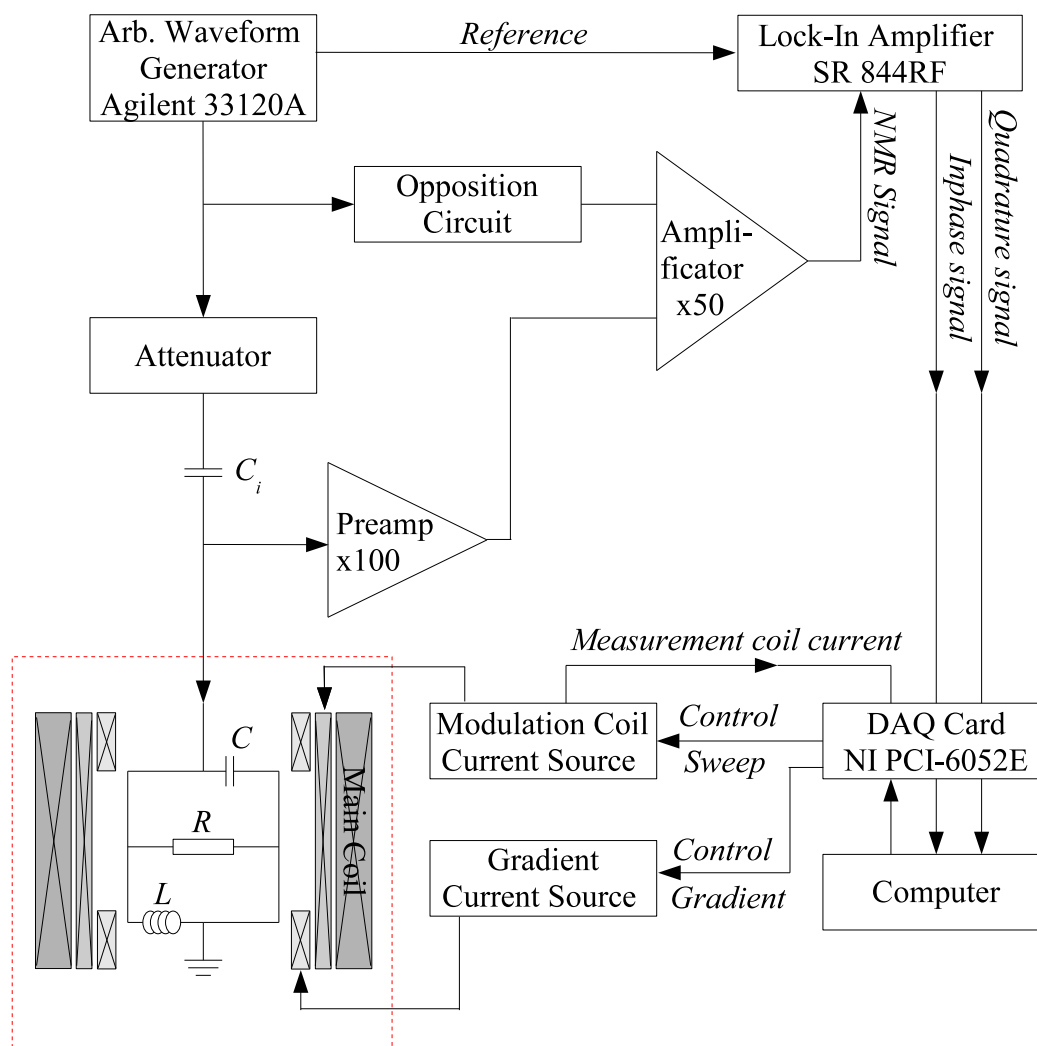 Arb. Waveform
Generator
Agilent 33120A
Reference
Lock-In Amplifier
SR 844RF
NMR Signal
Inphase signal
Quadrature signal
Opposition
Circuit
Ampli-
ficator
x50
Attenuator
C_i
Preamp
x100
Measurement coil current
Modulation Coil
Current Source
Control
Sweep
DAQ Card
NI PCI-6052E
C
R
L
Main Coil
Gradient
Current Source
Control
Gradient
Computer